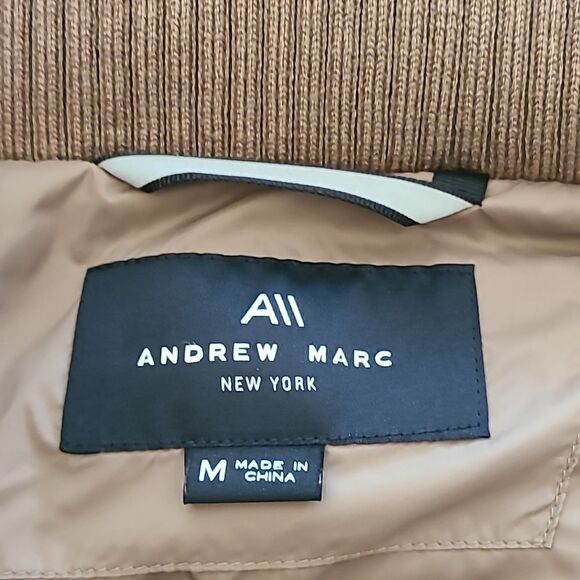 AM
ANDREW MARC
NEW YORK
M MADE IN
CHINA